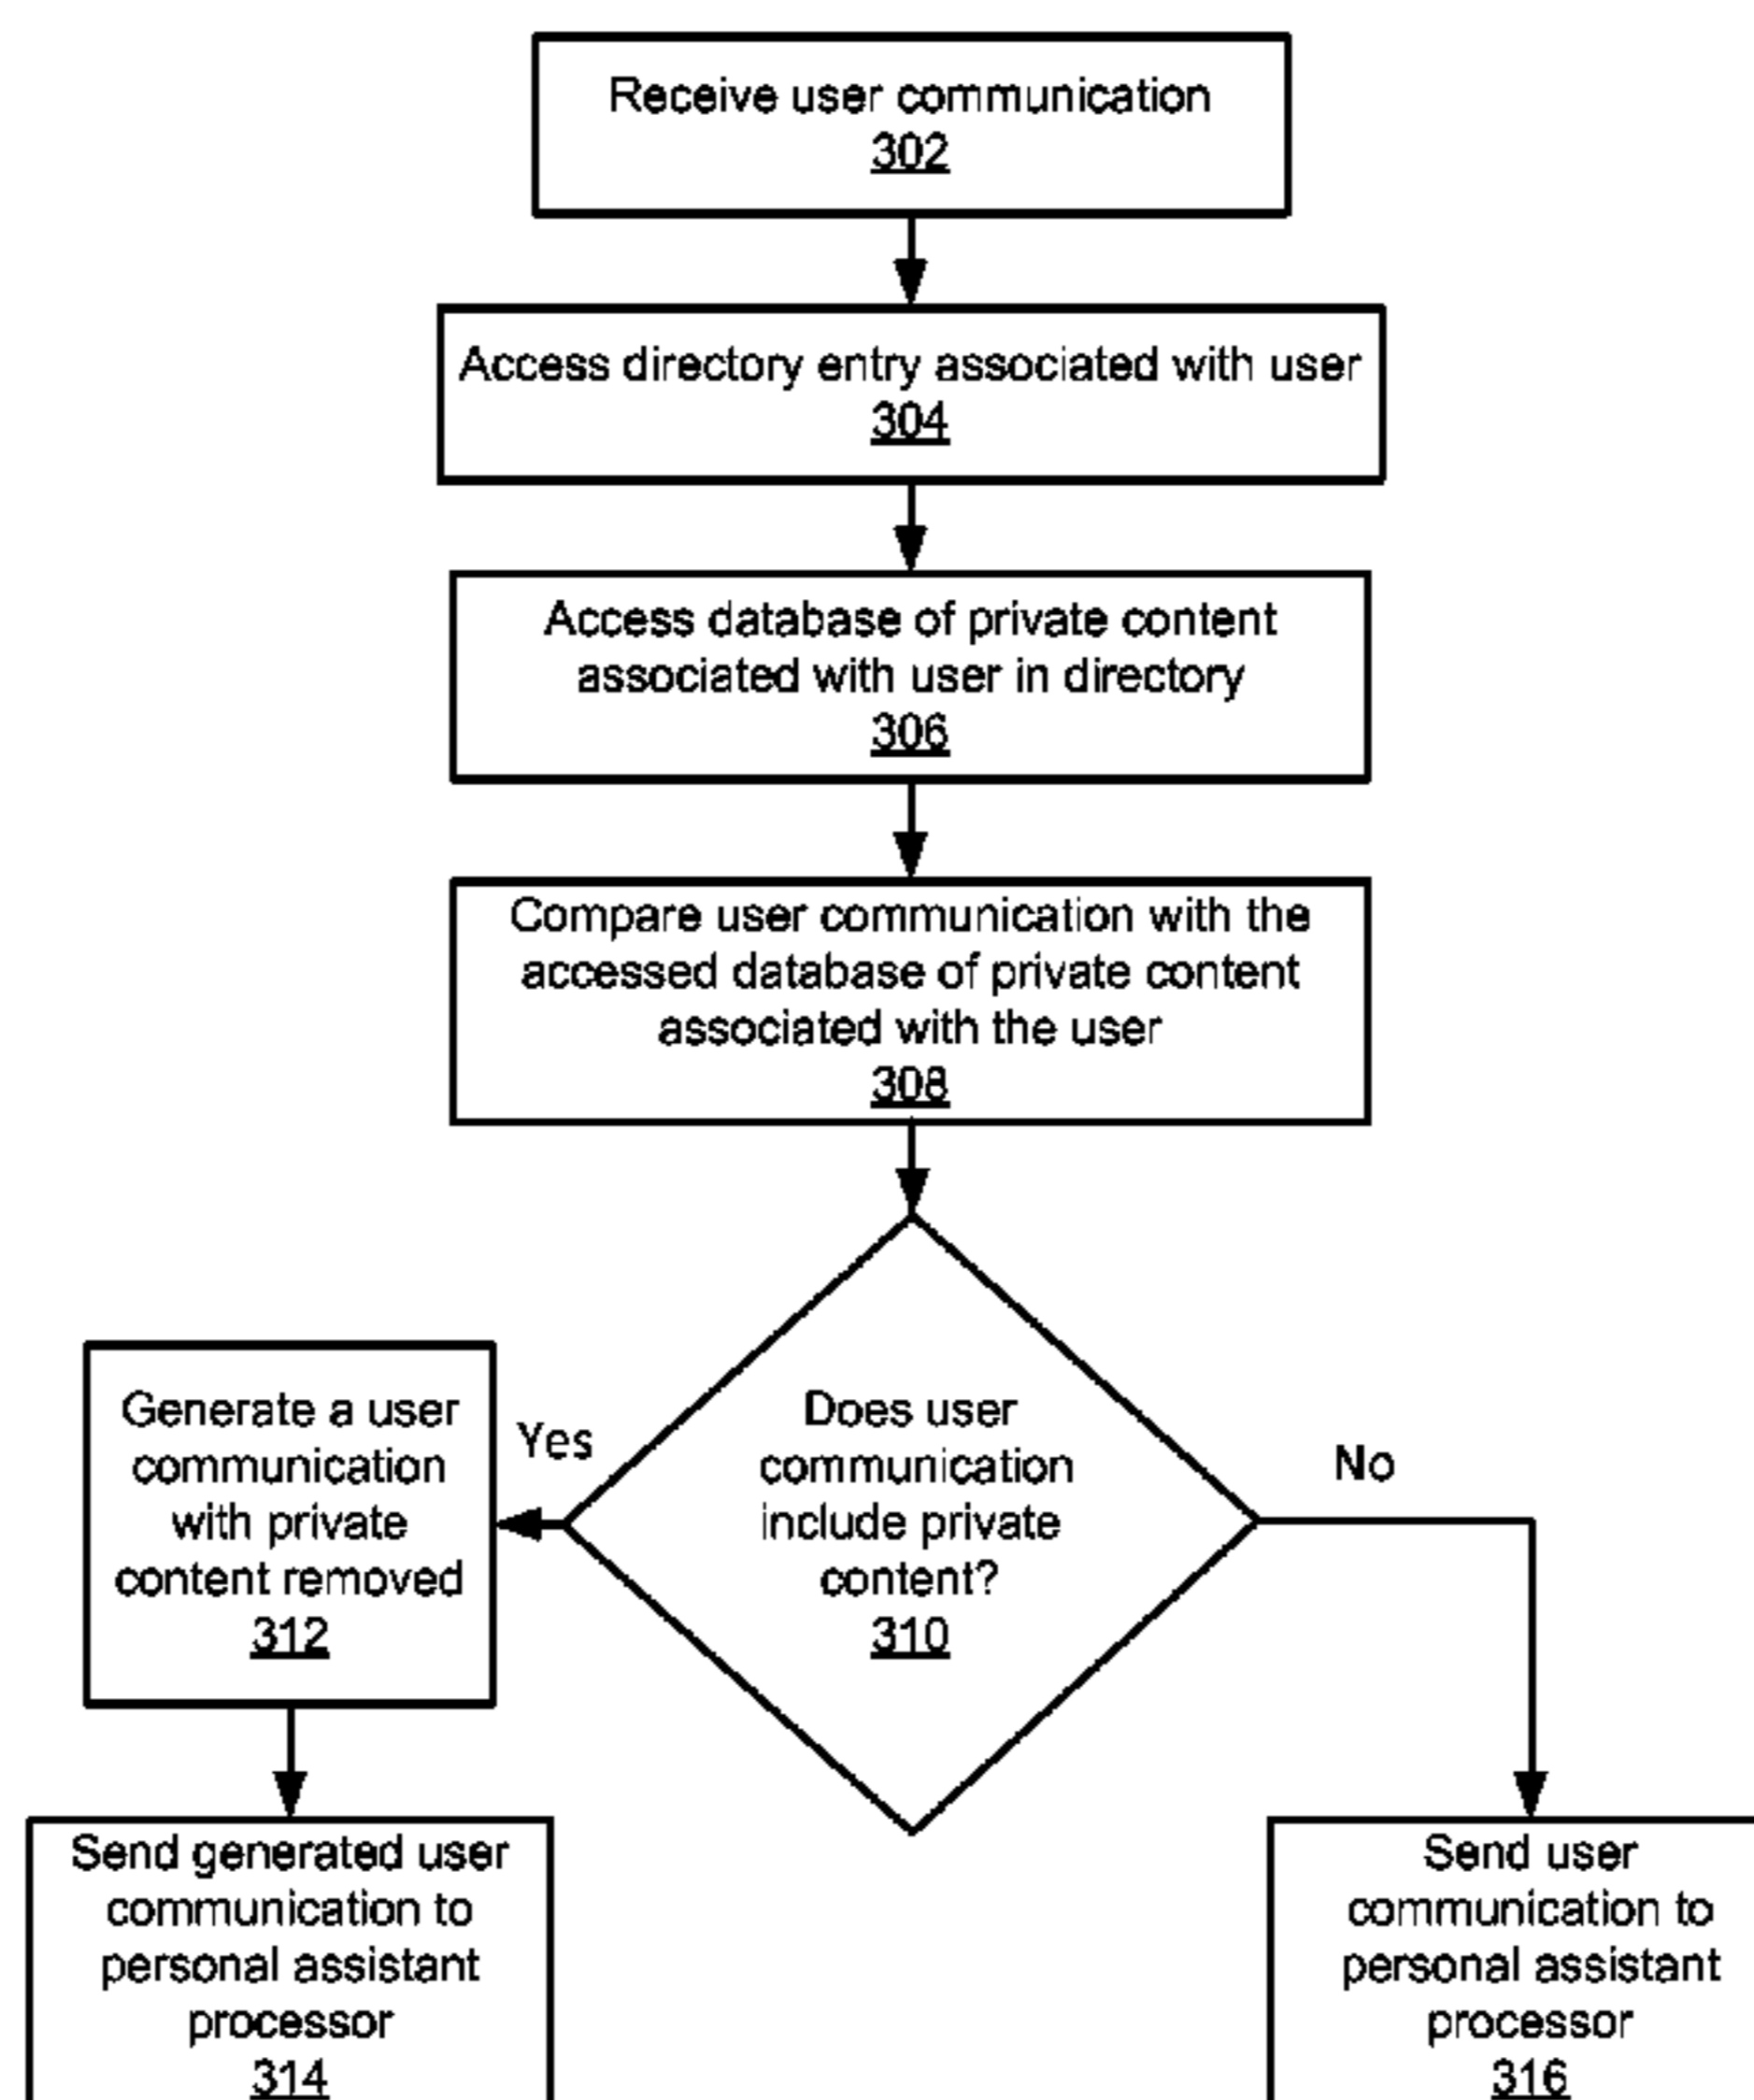 Receive user communication
302
Access directory entry associated with user
304
Access database of private content
associated with user in directory
306
Compare user communication with the
accessed database of private content
associated with the user
308
Does user
communication
include private
content?
310
Yes
No
Generate a user
communication
with private
content removed
312
Send generated user
communication to
personal assistant
processor
314
Send user
communication to
personal assistant
processor
316